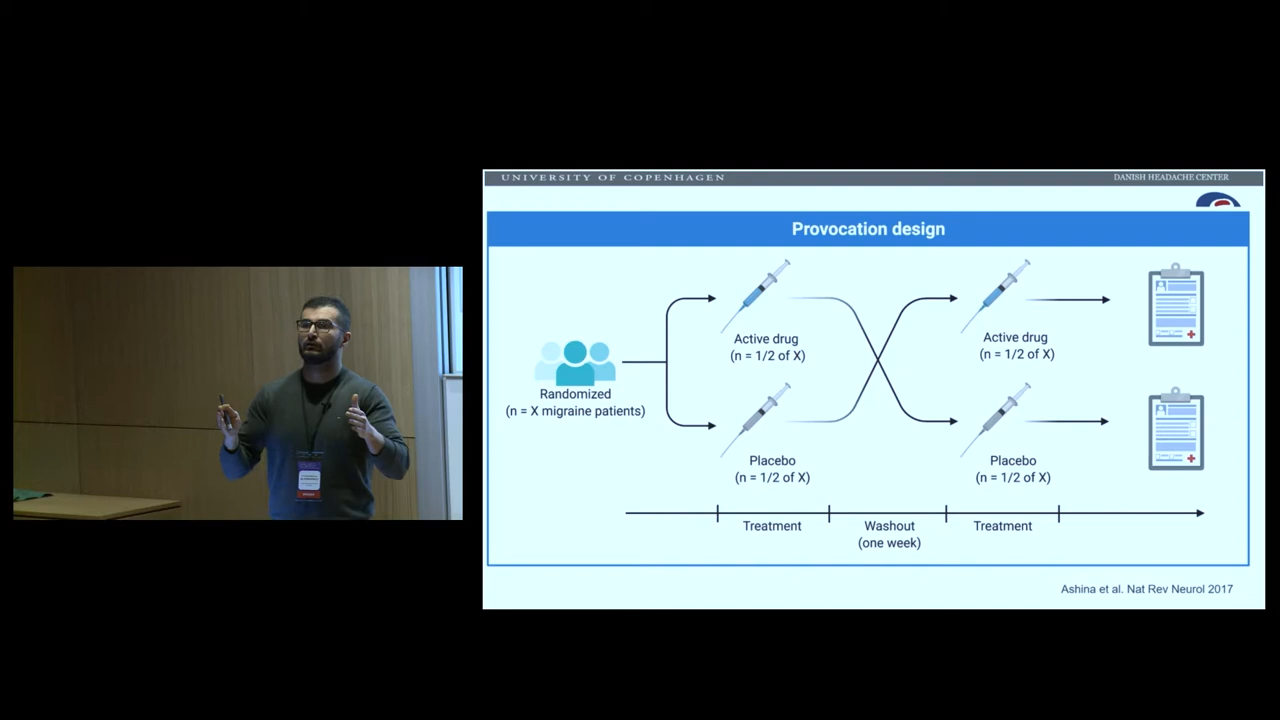 UNIVERSITY OF COPENHAGEN
DANISH HEADACHE CENTER
Provocation design
Randomized
(n = X migraine patients)
Active drug
(n = 1/2 of X)
Placebo
(n = 1/2 of X)
Active drug
(n = 1/2 of X)
Placebo
(n = 1/2 of X)
Treatment
Washout
(one week)
Treatment
Ashina et al. Nat Rev Neurol 2017